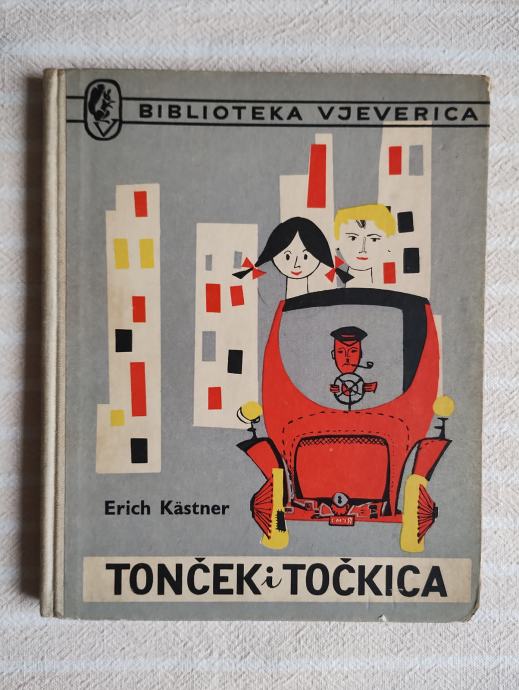 BIBLIOTEKA VJEVERICA
Erich Kästner
TONČEK i TOČKICA